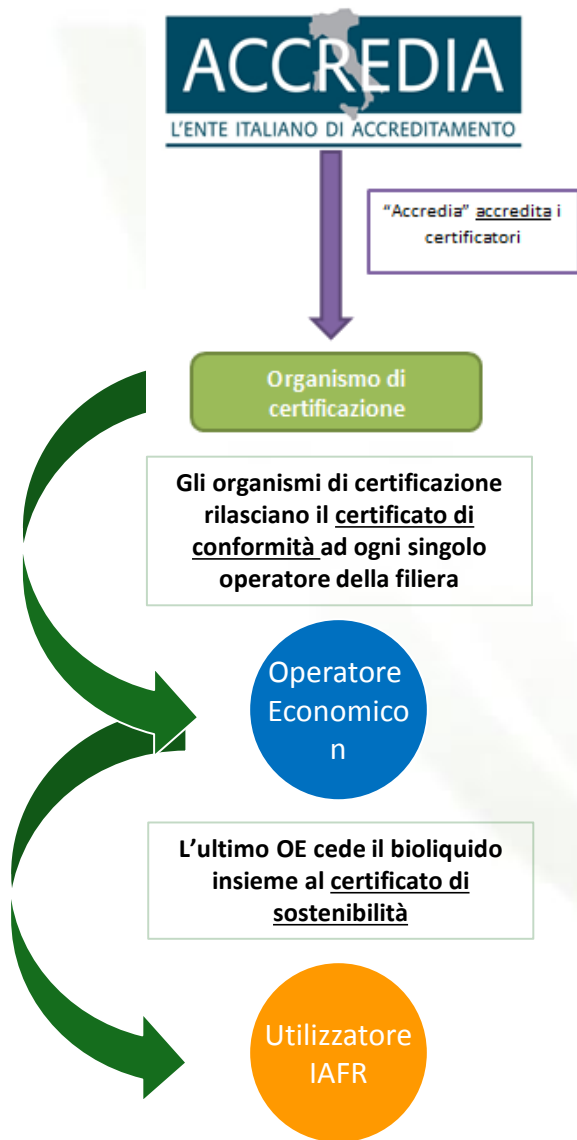 ACCREDIA
L'ENTE ITALIANO DI ACCREDITAMENTO
"Accredia" accredita i
certificatori
Organismo di
certificazione
Gli organismi di certificazione
rilasciano il certificato di
conformità ad ogni singolo
operatore della filiera
Operatore
Economico
n
L'ultimo OE cede il bioliquido
insieme al certificato di
sostenibilità
Utilizzatore
IAFR